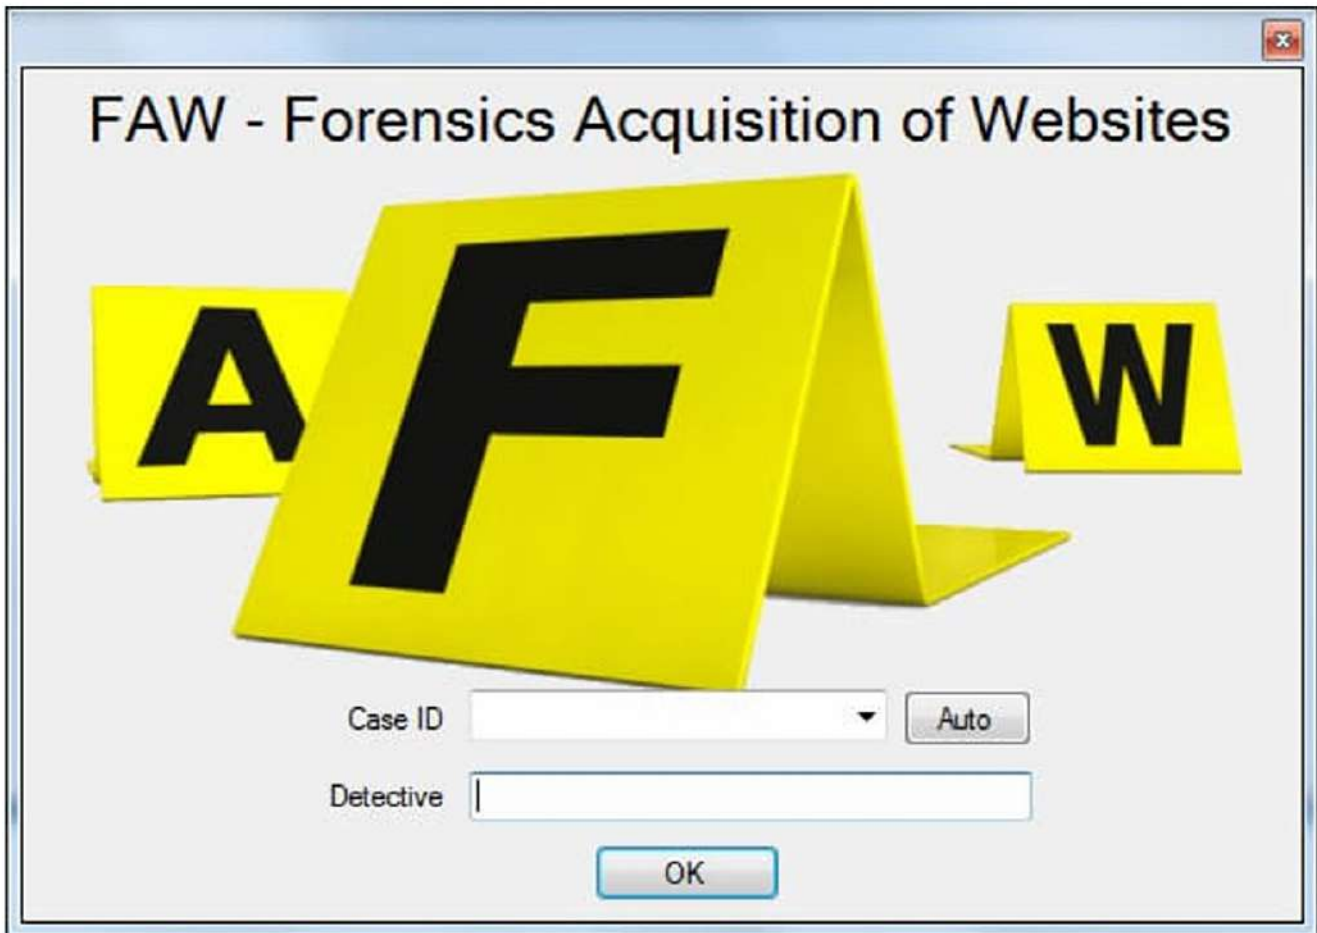 FAW - Forensics Acquisition of Websites
A F W
Case ID Auto
Detective
OK